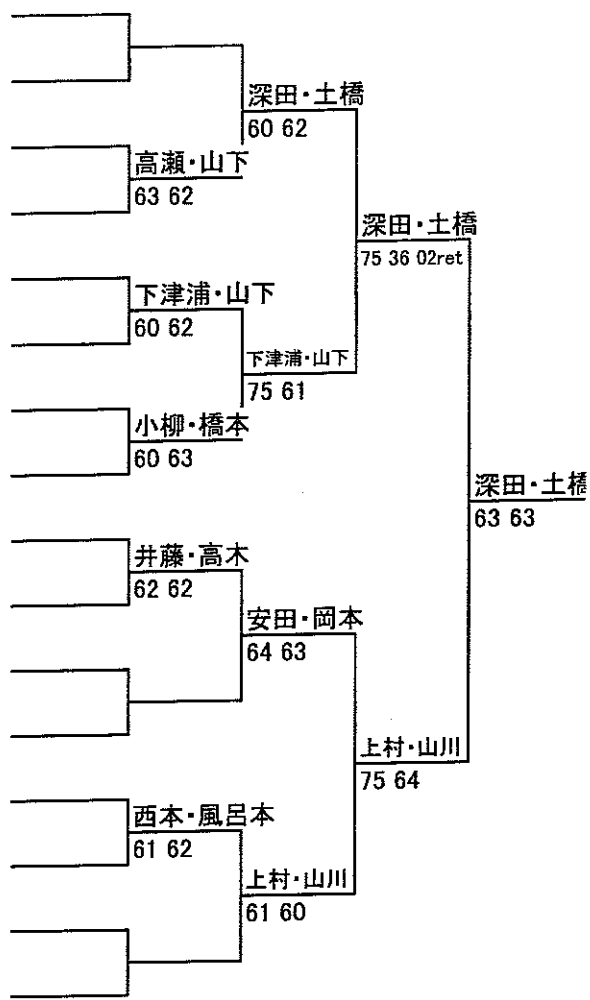 深田・土橋
60 62
高瀬・山下
63 62
深田・土橋
75 36 02ret
下津浦・山下
60 62
下津浦・山下
75 61
小柳・橋本
60 63
深田・土橋
63 63
井藤・高木
62 62
安田・岡本
64 63
上村・山川
75 64
西本・風呂本
61 62
上村・山川
61 60